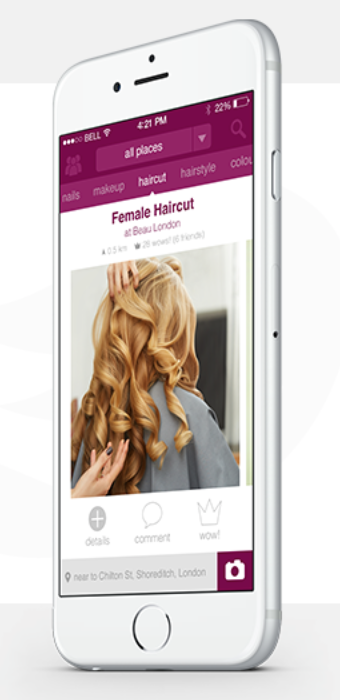 BELL 4:21 PM 22%
all places
nails makeup haircut hairstyle colou
Female Haircut
at Beau London
0.5 km 26 wows! (6 friends)
details comment wow!
near to Chilton St, Shoreditch, London